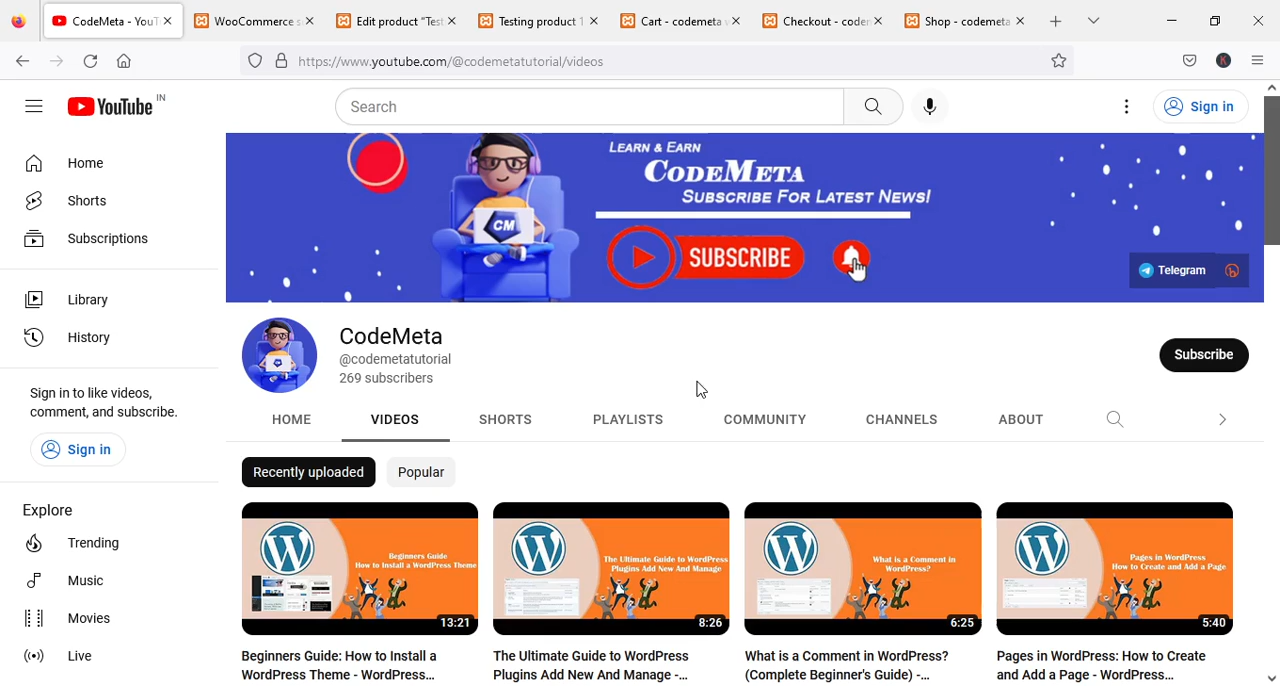 CodeMeta - YouT
WooCommerce s
Edit product "Test
Testing product 1
Cart - codemeta w
Checkout - coden
Shop - codemeta
https://www.youtube.com/@codemetatutorial/videos
K
YouTube IN
Search
Sign in
Home
Shorts
Subscriptions
Library
History
Sign in to like videos,
comment, and subscribe.
Sign in
Explore
Trending
Music
Movies
Live
LEARN & EARN
CODEMETA
SUBSCRIBE FOR LATEST NEWS!
CM
SUBSCRIBE
Telegram
CodeMeta
@codemetatutorial
269 subscribers
Subscribe
HOME
VIDEOS
SHORTS
PLAYLISTS
COMMUNITY
CHANNELS
ABOUT
Recently uploaded
Popular
Beginners Guide
How to Install a WordPress Theme
13:21
The Ultimate Guide to WordPress
Plugins Add New And Manage
8:26
What is a Comment in
WordPress?
6:25
Pages in WordPress
How to Create and Add a Page
5:40
Beginners Guide: How to Install a
WordPress Theme - WordPress...
The Ultimate Guide to WordPress
Plugins Add New And Manage -...
What is a Comment in WordPress?
(Complete Beginner's Guide) -...
Pages in WordPress: How to Create
and Add a Page - WordPress...